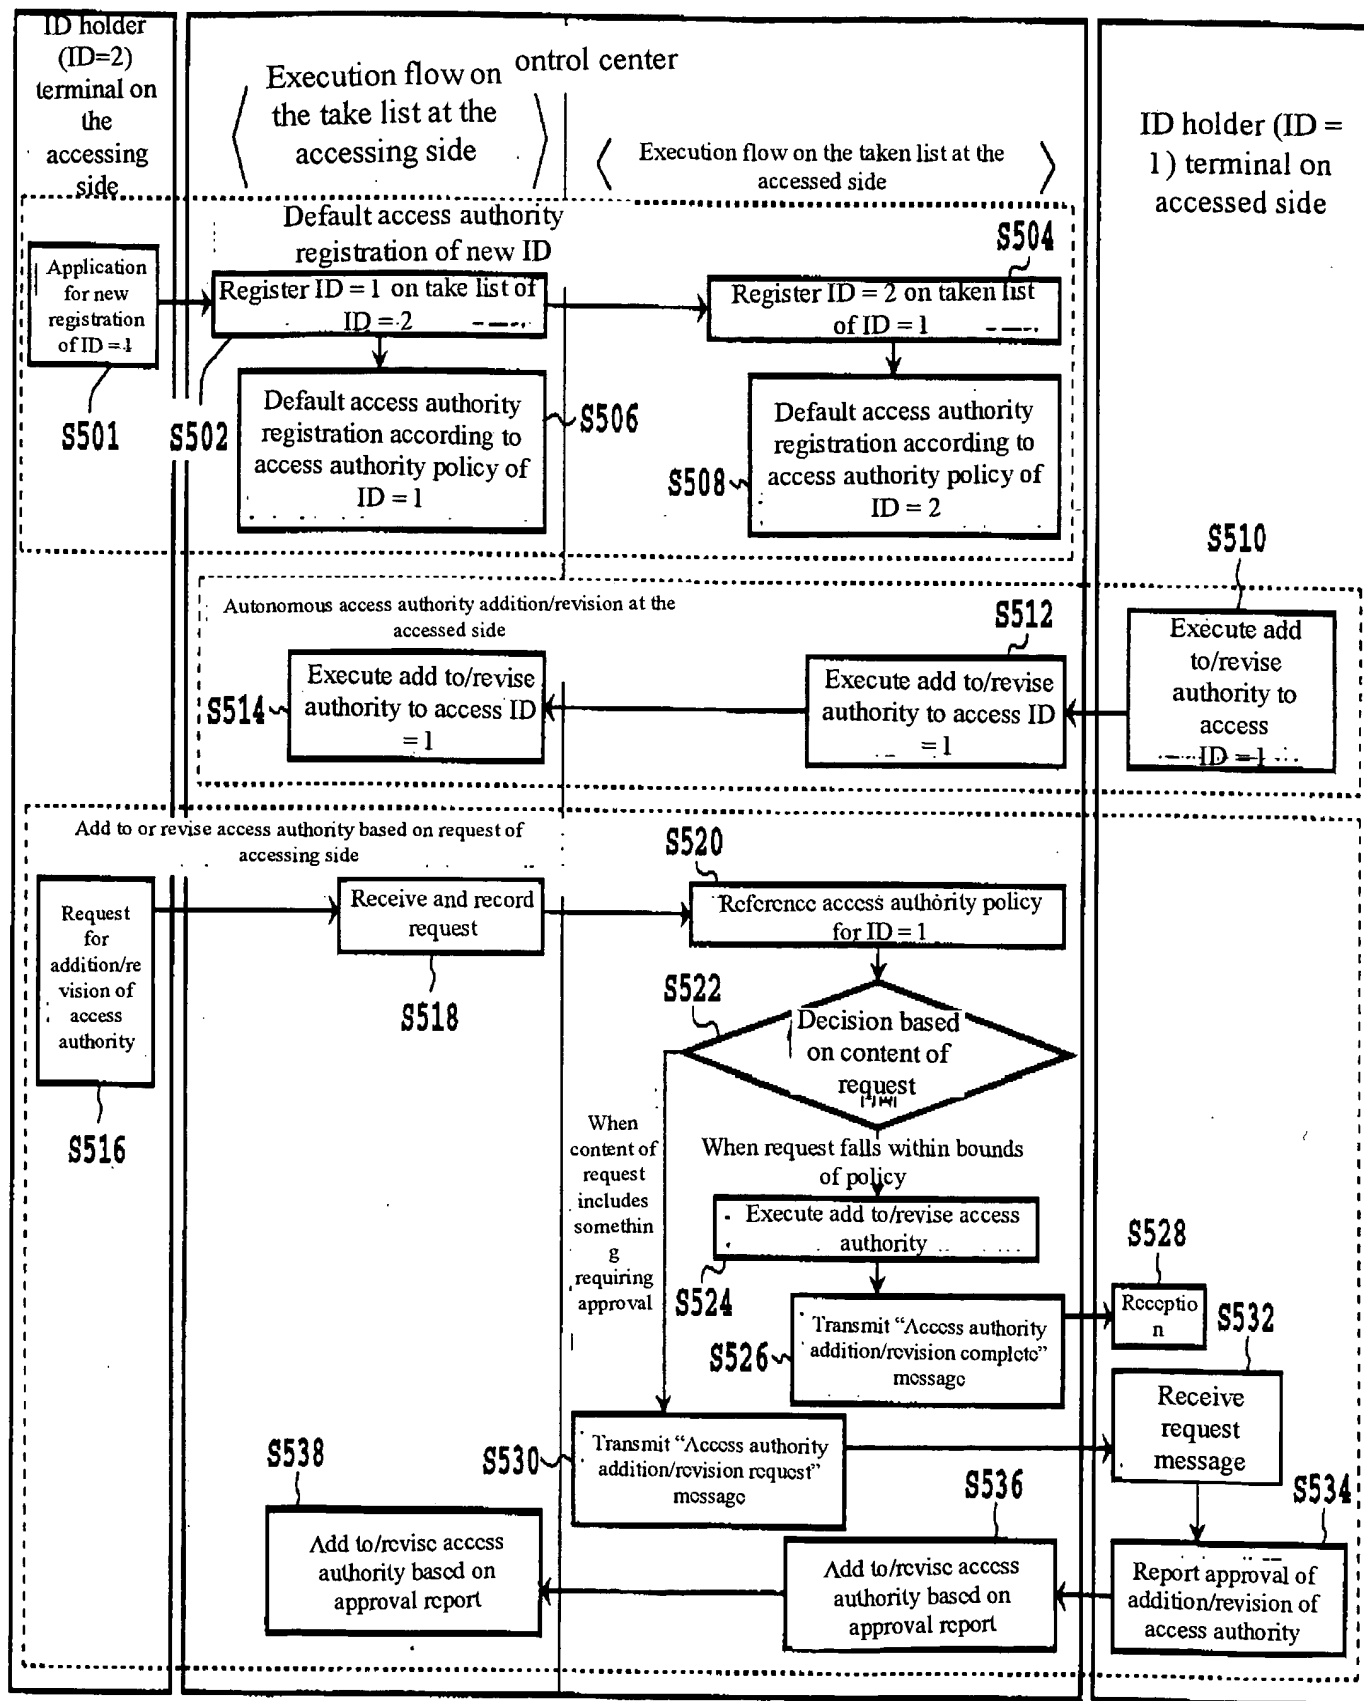 ID holder
(ID=2)
terminal on
the
accessing
side
ontrol center
Execution flow on
the take list at the
accessing side
Execution flow on the taken list at the
accessed side
ID holder (ID =
1) terminal on
accessed side
Default access authority
registration of new ID
S504
Application
for new
registration
of ID = 1
Register ID = 1 on take list of
ID = 2
Register ID = 2 on taken list
of ID = 1
S501
S502
Default access authority
registration according to
access authority policy of
ID = 1
S506
S508
Default access authority
registration according to
access authority policy of
ID = 2
S510
Autonomous access authority addition/revision at the
accessed side
S512
S514
Execute add to/revise
authority to access ID
= 1
Execute add to/revise
authority to access ID
= 1
Execute add
to/revise
authority to
access
ID = 1
Add to or revise access authority based on request of
accessing side
S520
Request
for
addition/re
vision of
access
authority
Receive and record
request
Reference access authority policy
for ID = 1
S516
S518
S522
Decision based
on content of
request
When
content of
request
includes
somethin
g
requiring
approval
When request falls within bounds
of policy
Execute add to/revise access
authority
S524
S528
Receptio
n
S526
Transmit “Access authority
addition/revision complete”
message
S532
Receive
request
message
S530
Transmit “Access authority
addition/revision request”
message
S538
S536
S534
Add to/revise access
authority based on
approval report
Add to/revise access
authority based on
approval report
Report approval of
addition/revision of
access authority